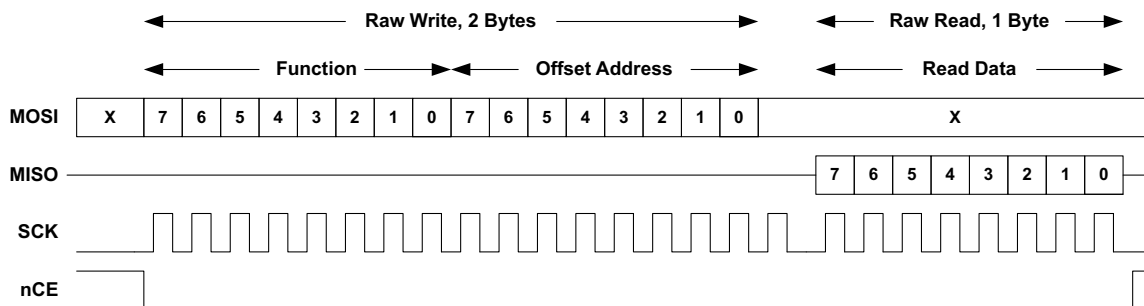 Raw Write, 2 Bytes Raw Read, 1 Byte
Function Offset Address Read Data
MOSI X 7 6 5 4 3 2 1 0 7 6 5 4 3 2 1 0 X
MISO 7 6 5 4 3 2 1 0
SCK
nCE